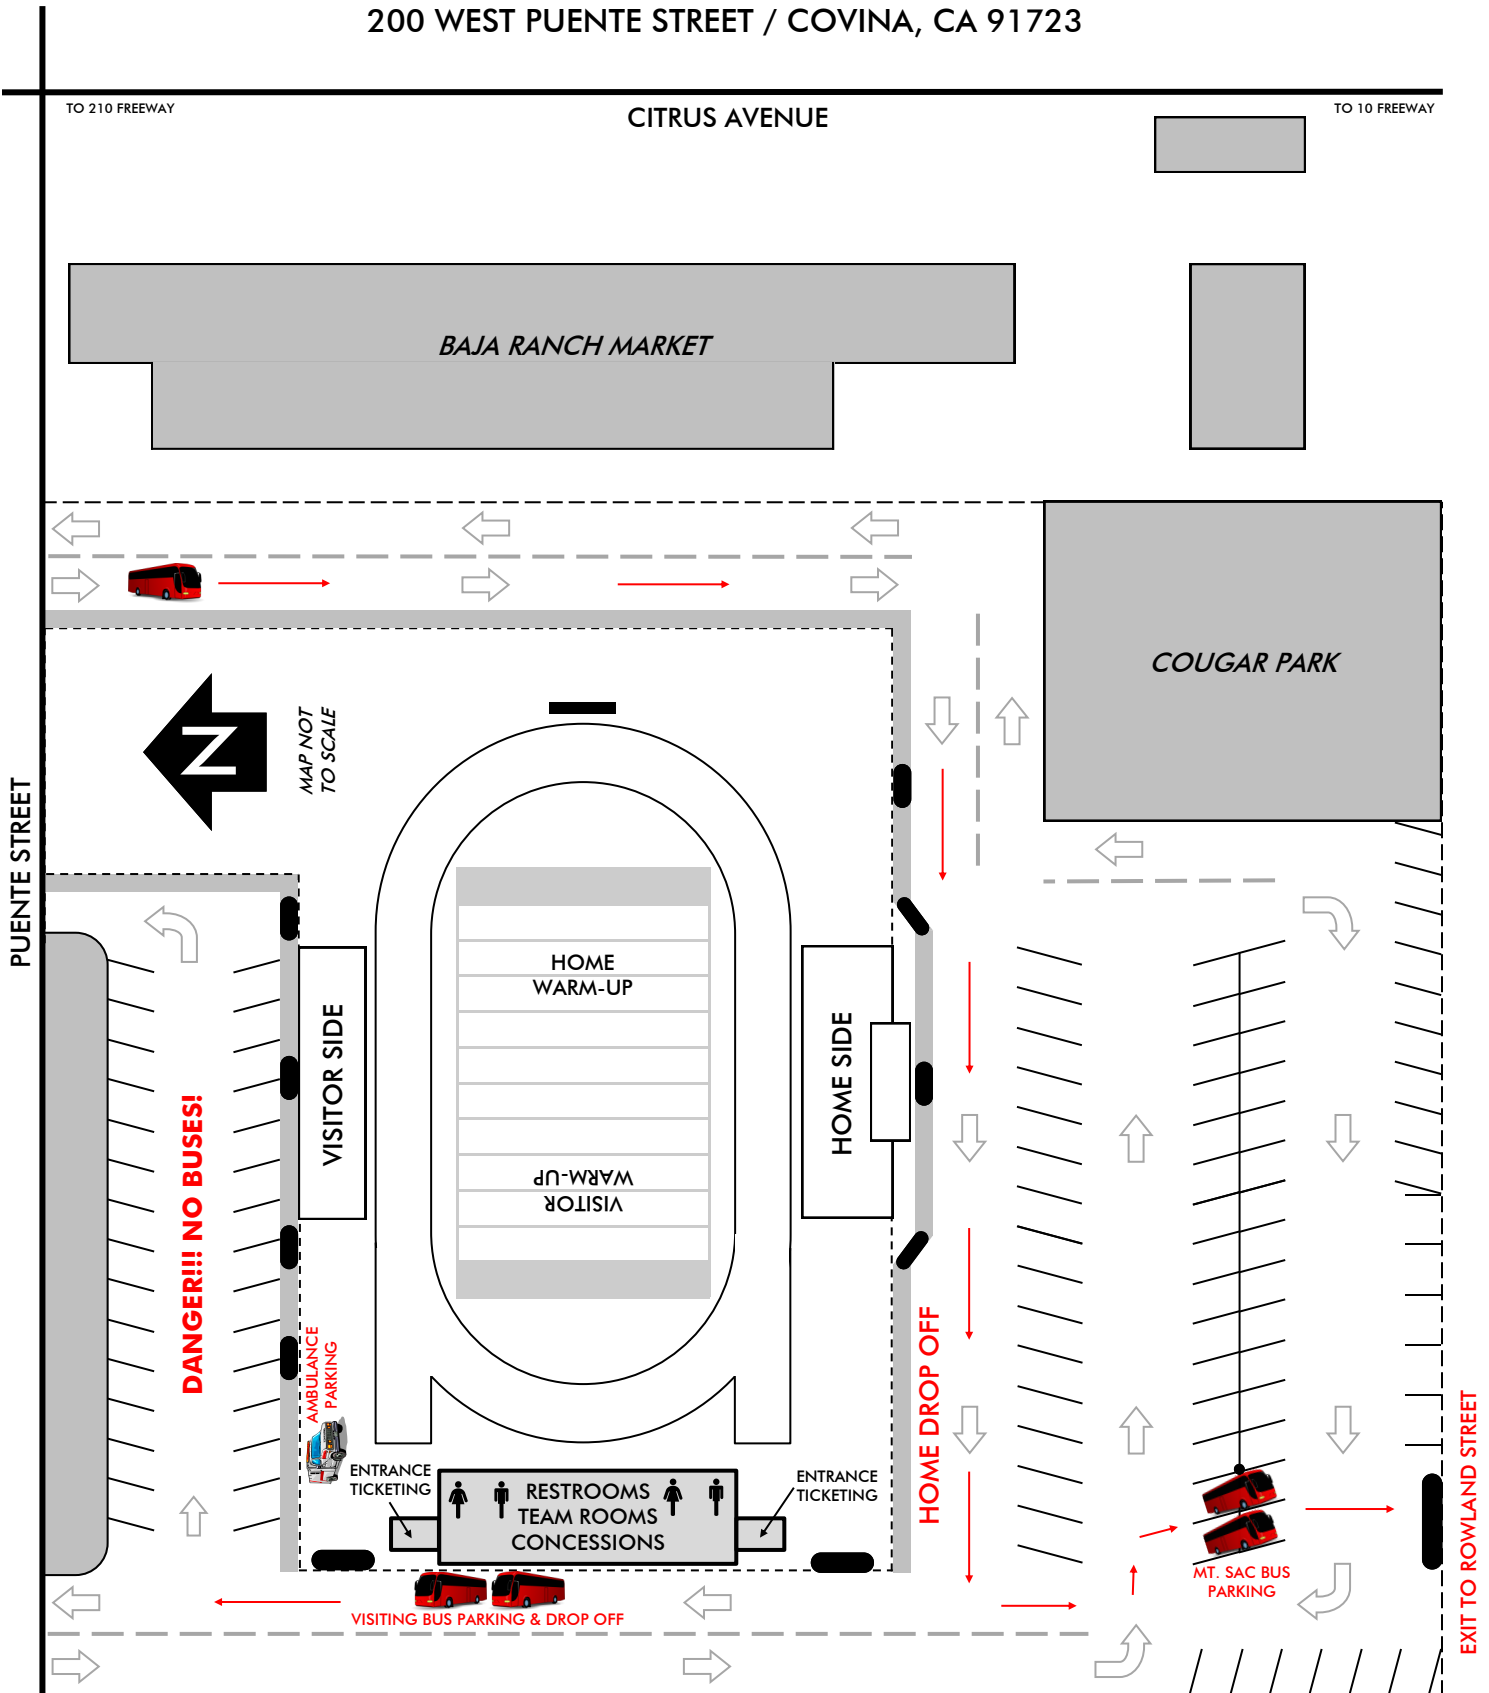 200 WEST PUENTE STREET / COVINA, CA 91723
TO 210 FREEWAY
CITRUS AVENUE
TO 10 FREEWAY
BAJA RANCH MARKET
COUGAR PARK
N
MAP NOT
TO SCALE
PUENTE STREET
HOME
WARM-UP
VISITOR SIDE
HOME SIDE
DANGER!!! NO BUSES!
VISITOR
WARM-UP
AMBULANCE
PARKING
HOME DROP OFF
ENTRANCE
TICKETING
RESTROOMS
TEAM ROOMS
CONCESSIONS
ENTRANCE
TICKETING
MT. SAC BUS
PARKING
VISITING BUS PARKING & DROP OFF
EXIT TO ROWLAND STREET